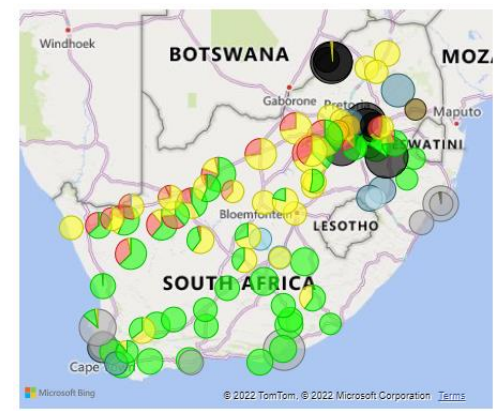 Windhoek
BOTSWANA
MOZA
Gaborone
Pretori
Maputo
ESWATINI
Bloemfontein
LESOTHO
SOUTH AFRICA
Cape Town
Microsoft Bing
© 2022 TomTom, © 2022 Microsoft Corporation Terms